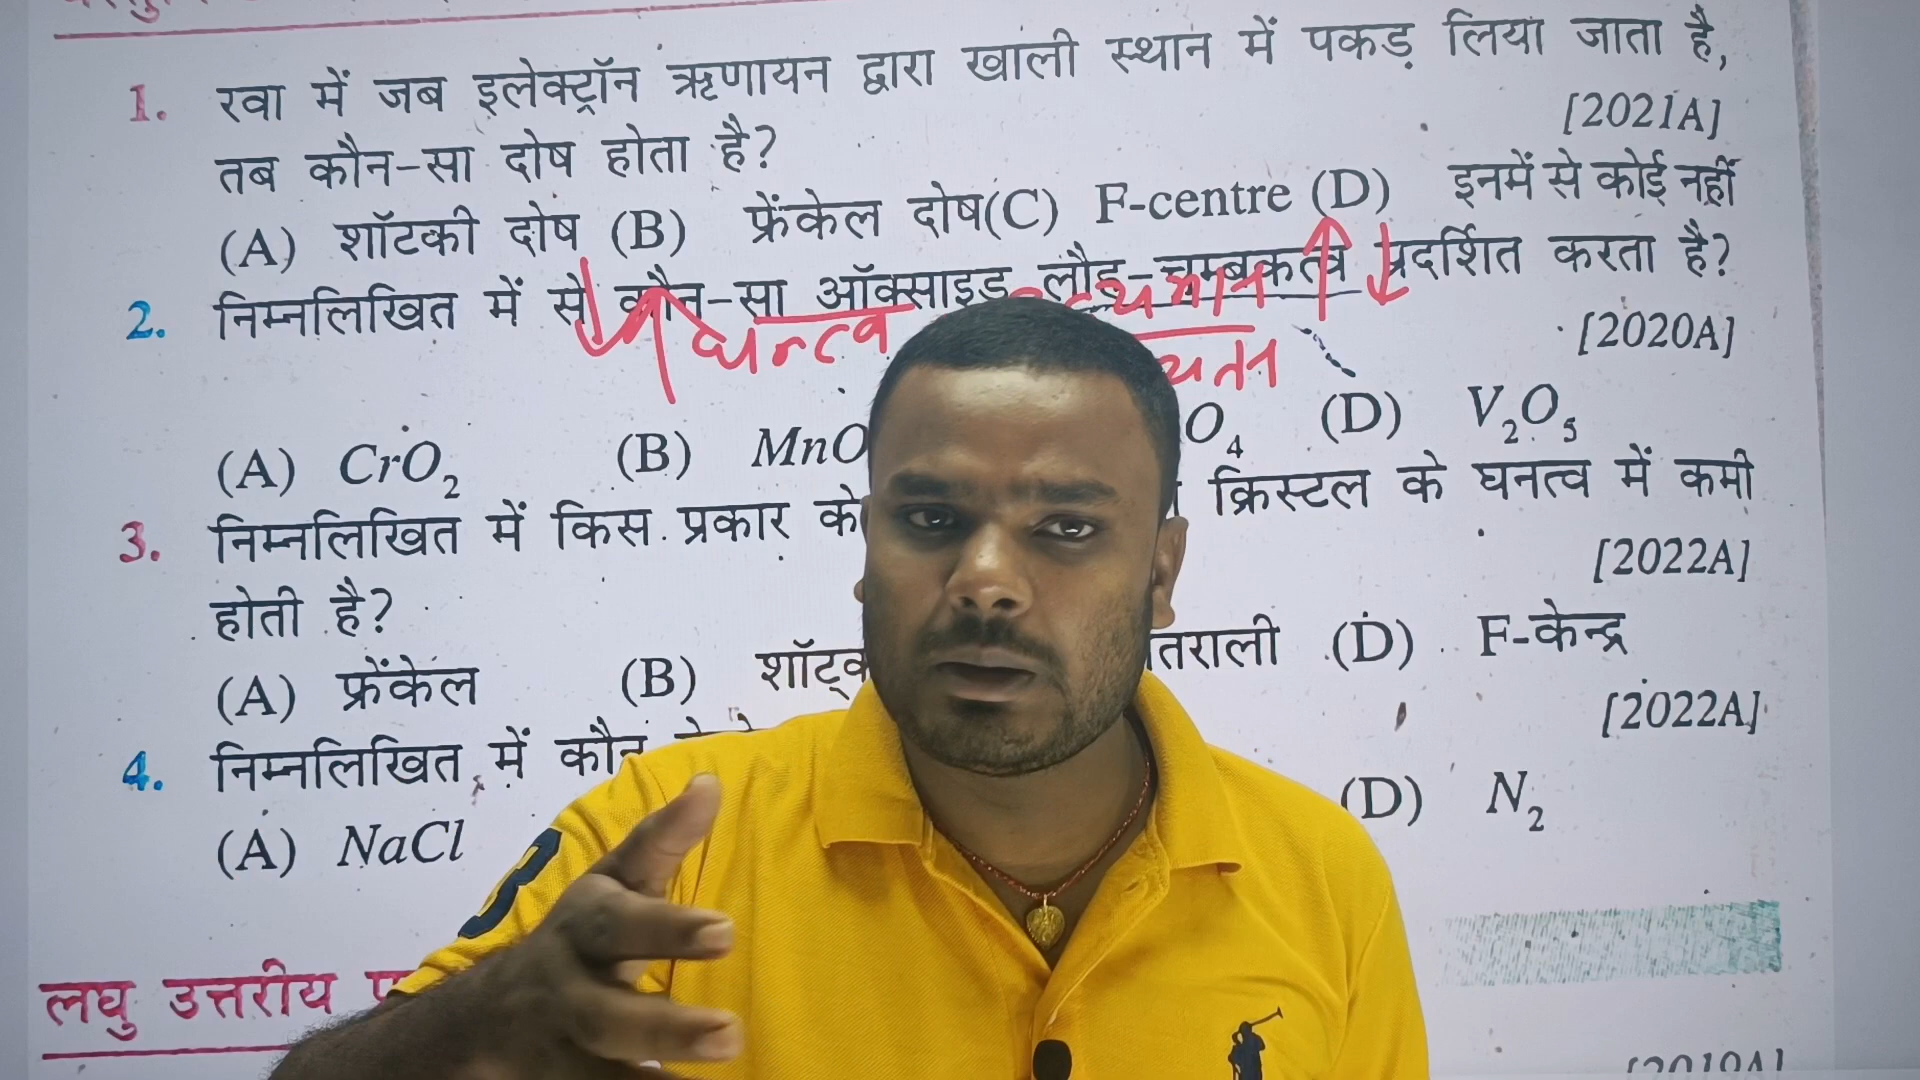 1. रवा में जब इलेक्ट्रॉन ऋणायन द्वारा खाली स्थान में पकड़ लिया जाता है,
तब कौन-सा दोष होता है? [2021A]
(A) शॉटकी दोष (B) फ्रेंकेल दोष(C) F-centre (D) इनमें से कोई नहीं
2. निम्नलिखित में से कौन-सा ऑक्साइड लौह-चुम्बकत्व प्रदर्शित करता है?
घनत्व
[2020A]
(A) CrO₂ (B) MnO O₄ (D) V₂O₅
3. निम्नलिखित में किस प्रकार के क्रिस्टल के घनत्व में कमी
होती है? [2022A]
(A) फ्रेंकेल (B) (D) F-केन्द्र
4. निम्नलिखित में कौन [2022A]
(A) NaCl (D) N₂
लघु उत्तरीय